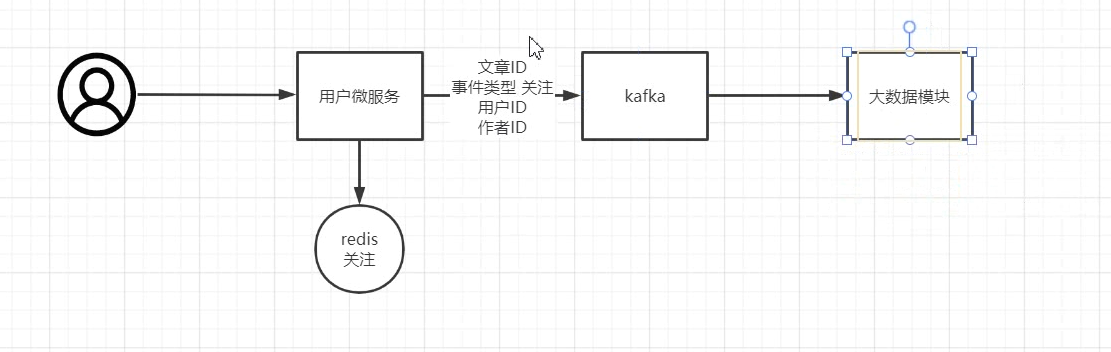 用户微服务
文章ID
事件类型 关注
用户ID
作者ID
kafka
大数据模块
redis
关注